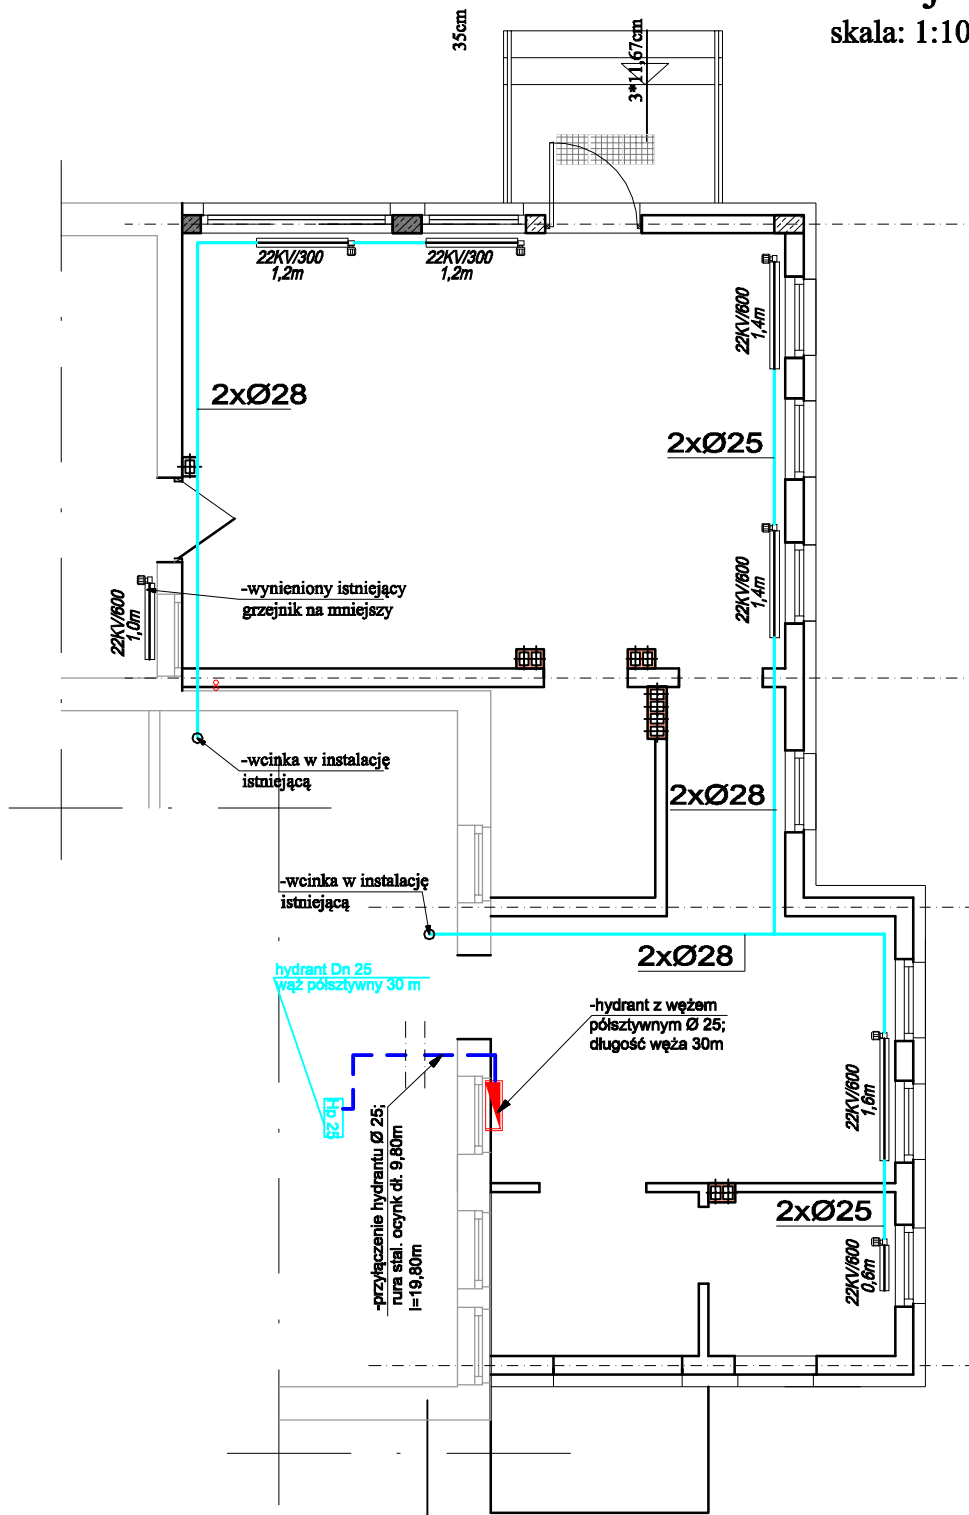 skala: 1:10
35cm
3*11,67cm
22KV/300
1,2m
22KV/300
1,2m
22KV/600
1,4m
2xØ28
2xØ25
22KV/600
1,4m
-wynieniony istniejący
grzejnik na mniejszy
22KV/600
1,0m
-wcinka w instalację
istniejącą
2xØ28
-wcinka w instalację
istniejącą
2xØ28
hydrant Dn 25
wąż półsztywny 30 m
-hydrant z wężem
półsztywnym Ø 25;
długość węża 30m
Hp 25
22KV/600
1,6m
-przyłączenie hydrantu Ø 25;
rura stal. ocynk dł. 9,80m
l=19,80m
2xØ25
22KV/600
0,6m